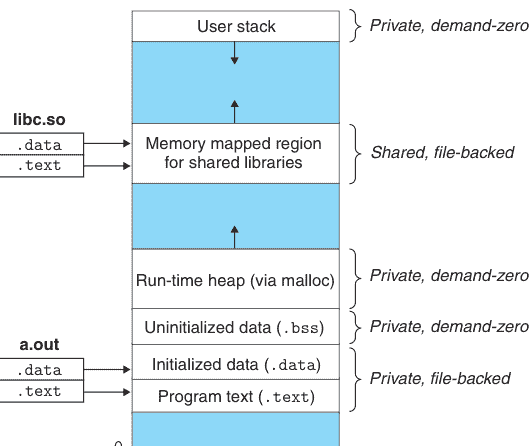 User stack
Private, demand-zero
libc.so
.data
.text
Memory mapped region
for shared libraries
Shared, file-backed
Run-time heap (via malloc)
Private, demand-zero
Uninitialized data (.bss)
Private, demand-zero
a.out
.data
.text
Initialized data (.data)
Program text (.text)
Private, file-backed
0